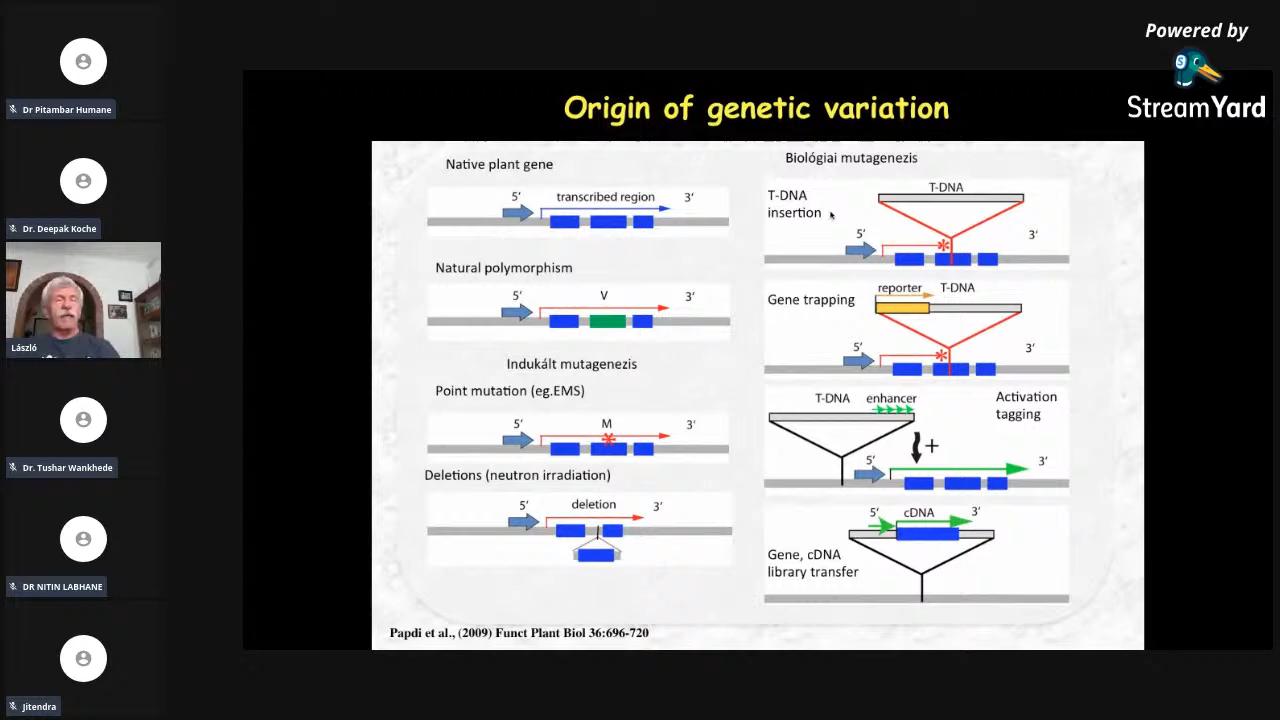 Powered by
StreamYard
Dr Pitambar Humane
Dr. Deepak Koche
László
Dr. Tushar Wankhede
DR NITIN LABHANE
Jitendra
Origin of genetic variation
Native plant gene
5’ transcribed region 3’
Natural polymorphism
5’ V 3’
Indukált mutagenezis
Point mutation (eg.EMS)
5’ M 3’
*
Deletions (neutron irradiation)
5’ deletion 3’
Biológiai mutagenezis
T-DNA
insertion
T-DNA
5’ * 3’
Gene trapping
reporter T-DNA
5’ * 3’
T-DNA enhancer
Activation
tagging
+
5’ 3’
5’ cDNA 3’
Gene, cDNA
library transfer
Papdi et al., (2009) Funct Plant Biol 36:696-720